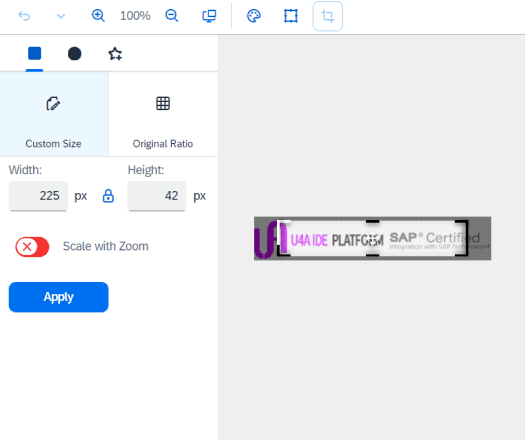 100%
Custom Size
Original Ratio
Width:
Height:
225 px
42 px
Scale with Zoom
Apply
U4A IDE PLATFORM SAP® Certified
Integration with SAP NetWeaver®